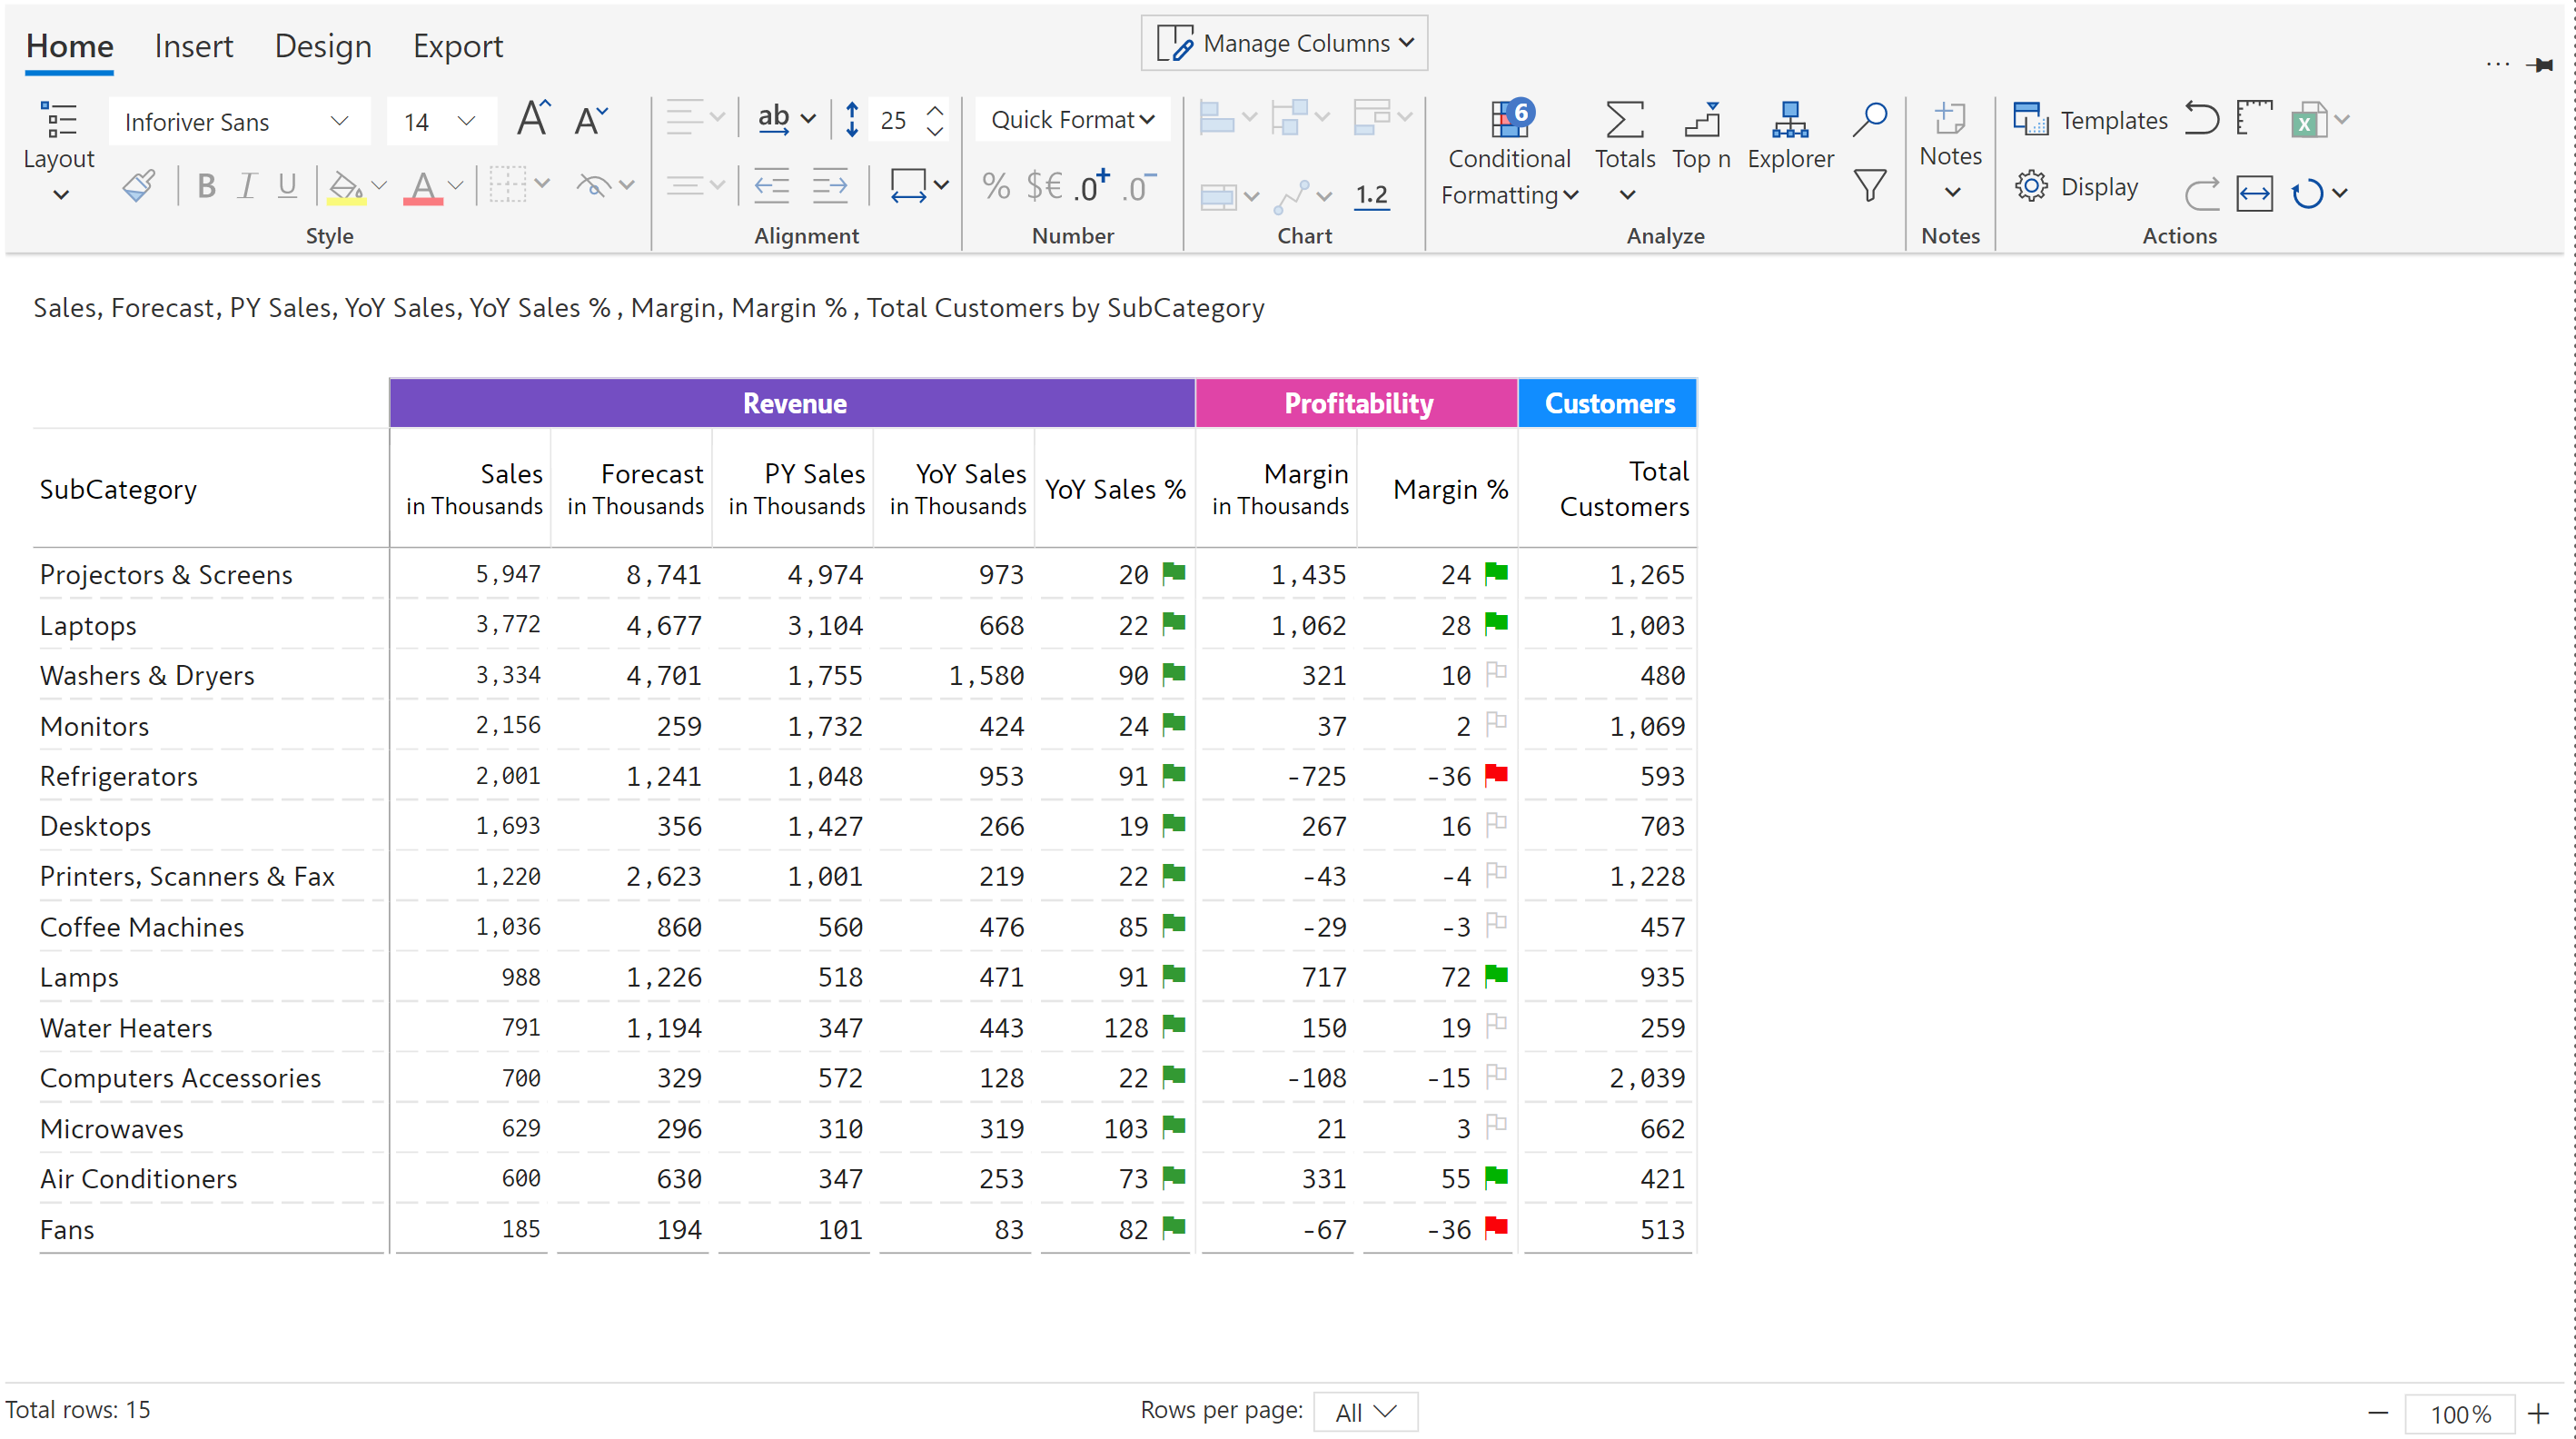 Home Insert Design Export
Manage Columns
Inforiver Sans 14 A A ab 25 Quick Format 6 Templates X
Layout B I U A % $€ .0+ .0- 1.2 Conditional Formatting Totals Top n Explorer Notes Display
Style Alignment Number Chart Analyze Notes Actions
Sales, Forecast, PY Sales, YoY Sales, YoY Sales % , Margin, Margin % , Total Customers by SubCategory
Revenue Profitability Customers
SubCategory Sales in Thousands Forecast in Thousands PY Sales in Thousands YoY Sales in Thousands YoY Sales % Margin in Thousands Margin % Total Customers
Projectors & Screens 5,947 8,741 4,974 973 20 1,435 24 1,265
Laptops 3,772 4,677 3,104 668 22 1,062 28 1,003
Washers & Dryers 3,334 4,701 1,755 1,580 90 321 10 480
Monitors 2,156 259 1,732 424 24 37 2 1,069
Refrigerators 2,001 1,241 1,048 953 91 -725 -36 593
Desktops 1,693 356 1,427 266 19 267 16 703
Printers, Scanners & Fax 1,220 2,623 1,001 219 22 -43 -4 1,228
Coffee Machines 1,036 860 560 476 85 -29 -3 457
Lamps 988 1,226 518 471 91 717 72 935
Water Heaters 791 1,194 347 443 128 150 19 259
Computers Accessories 700 329 572 128 22 -108 -15 2,039
Microwaves 629 296 310 319 103 21 3 662
Air Conditioners 600 630 347 253 73 331 55 421
Fans 185 194 101 83 82 -67 -36 513
Total rows: 15 Rows per page: All 100%